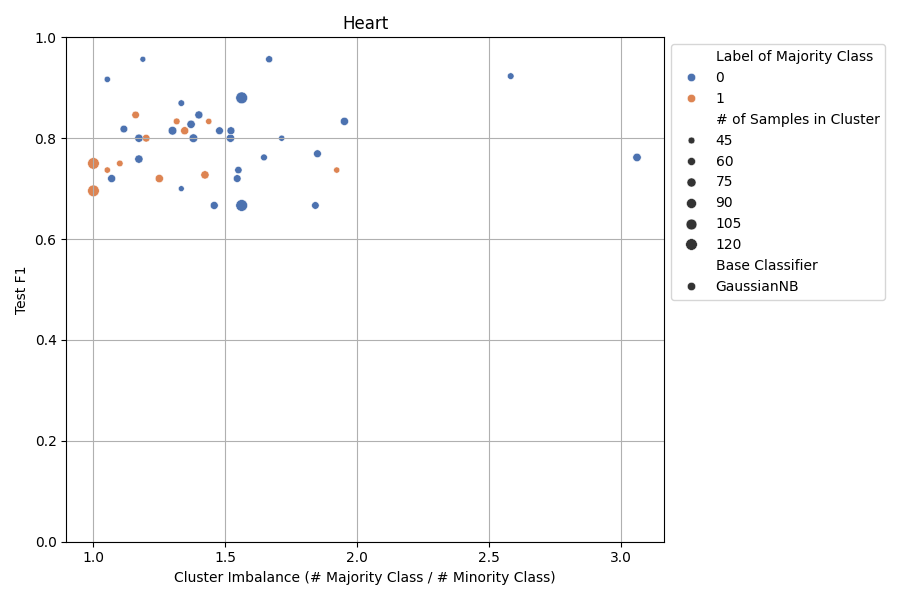 Heart
1.0
0.8
0.6
0.4
0.2
0.0
Test F1
1.0
1.5
2.0
2.5
3.0
Cluster Imbalance (# Majority Class / # Minority Class)
Label of Majority Class
0
1
# of Samples in Cluster
45
60
75
90
105
120
Base Classifier
GaussianNB